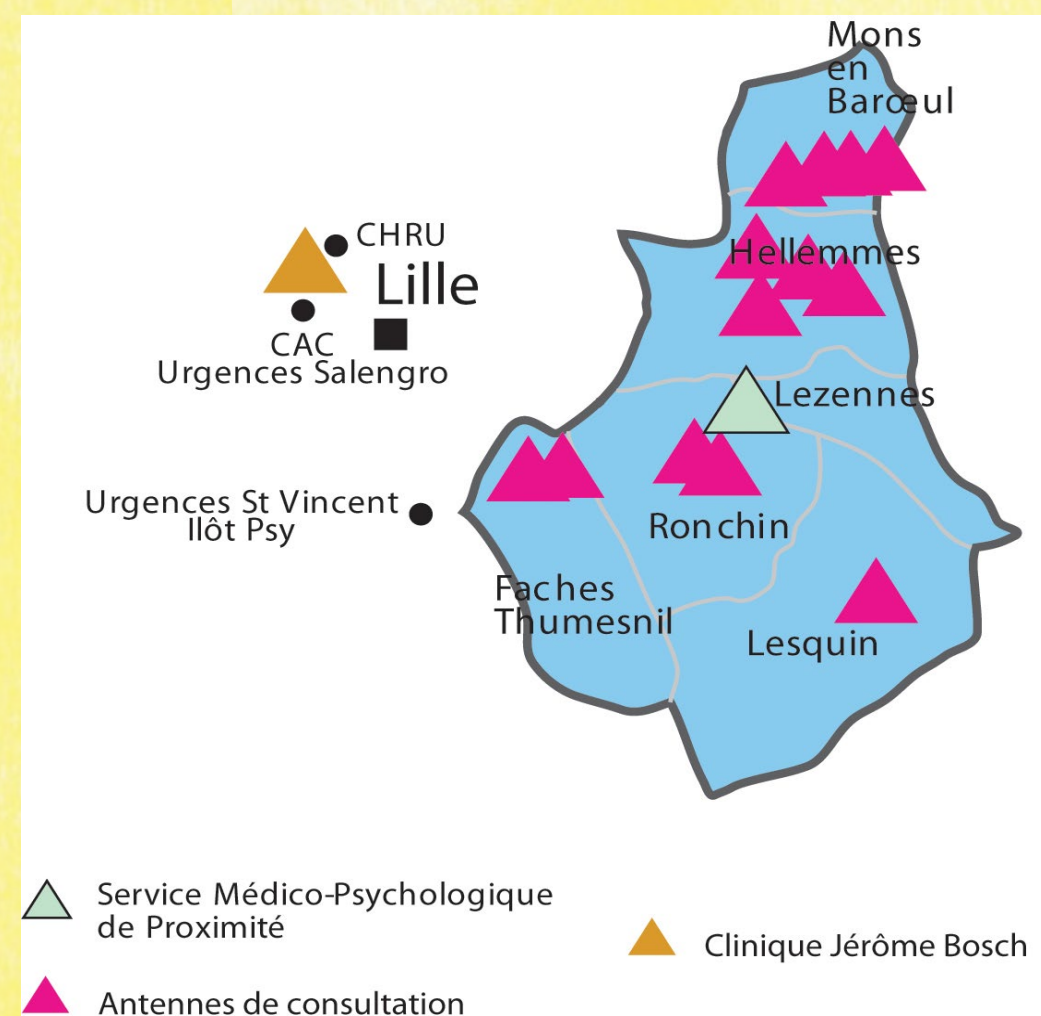 Mons
en
Barœul
CHRU
Hellemmes
Lille
CAC
Urgences Salengro
Lezennes
Urgences St Vincent
Ilôt Psy
Ronchin
Faches
Thumesnil
Lesquin
Service Médico-Psychologique
de Proximité
Clinique Jérôme Bosch
Antennes de consultation